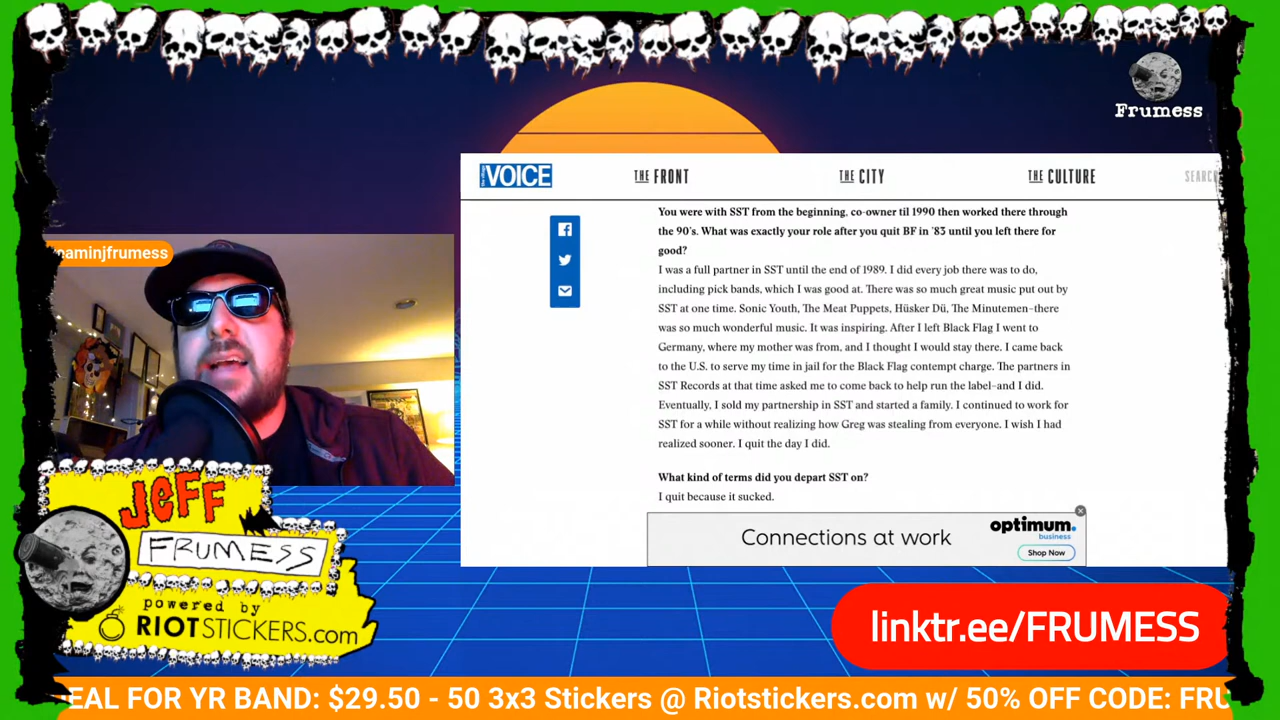 Frumess
the village VOICE
THE FRONT
THE CITY
THE CULTURE
SEARC
You were with SST from the beginning, co-owner til 1990 then worked there through
the 90's. What was exactly your role after you quit BF in '83 until you left there for
good?
I was a full partner in SST until the end of 1989. I did every job there was to do,
including pick bands, which I was good at. There was so much great music put out by
SST at one time. Sonic Youth, The Meat Puppets, Hüsker Dü, The Minutemen–there
was so much wonderful music. It was inspiring. After I left Black Flag I went to
Germany, where my mother was from, and I thought I would stay there. I came back
to the U.S. to serve my time in jail for the Black Flag contempt charge. The partners in
SST Records at that time asked me to come back to help run the label–and I did.
Eventually, I sold my partnership in SST and started a family. I continued to work for
SST for a while without realizing how Greg was stealing from everyone. I wish I had
realized sooner. I quit the day I did.
What kind of terms did you depart SST on?
I quit because it sucked.
Connections at work
optimum.
business
Shop Now
eaminjfrumess
JEFF
FRUMESS
powered by
RIOTSTICKERS.com
linktr.ee/FRUMESS
EAL FOR YR BAND: $29.50 - 50 3x3 Stickers @ Riotstickers.com w/ 50% OFF CODE: FRU